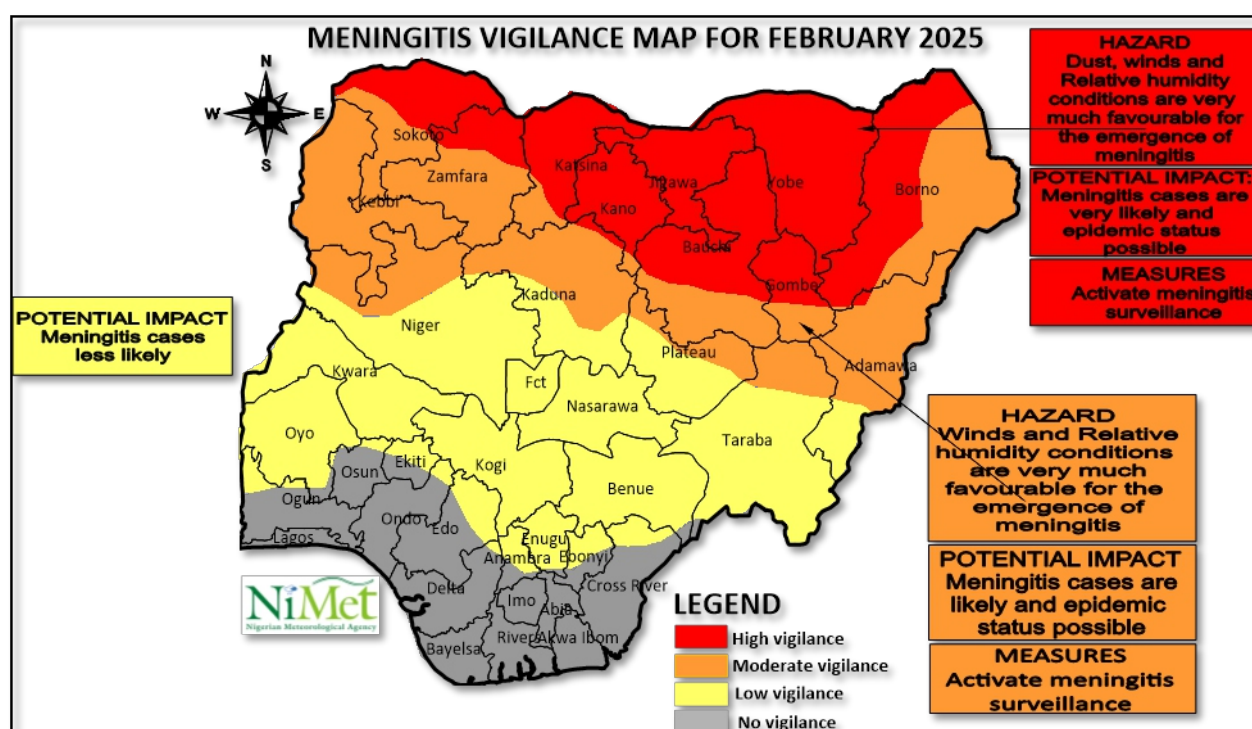 MENINGITIS VIGILANCE MAP FOR FEBRUARY 2025
N
W
E
S
HAZARD
Dust, winds and
Relative humidity
conditions are very
much favourable for
the emergence of
meningitis
POTENTIAL IMPACT:
Meningitis cases are
very likely and
epidemic status
possible
MEASURES
Activate meningitis
surveillance
Sokoto
Zamfara
Kebbi
Katsina
Kano
Jigawa
Yobe
Borno
Bauchi
Gombe
Kaduna
Niger
Plateau
Adamawa
Kwara
Fct
Nasarawa
Taraba
Oyo
Osun
Ekiti
Kogi
Benue
Ogun
Lagos
Ondo
Edo
Enugu
Anambra
Ebonyi
Cross River
Delta
Imo
Abia
Bayelsa
Rivers
Akwa Ibom
POTENTIAL IMPACT
Meningitis cases
less likely
HAZARD
Winds and Relative
humidity conditions
are very much
favourable for the
emergence of
meningitis
POTENTIAL IMPACT
Meningitis cases are
likely and epidemic
status possible
MEASURES
Activate meningitis
surveillance
NiMet
Nigerian Meteorological Agency
LEGEND
High vigilance
Moderate vigilance
Low vigilance
No vigilance